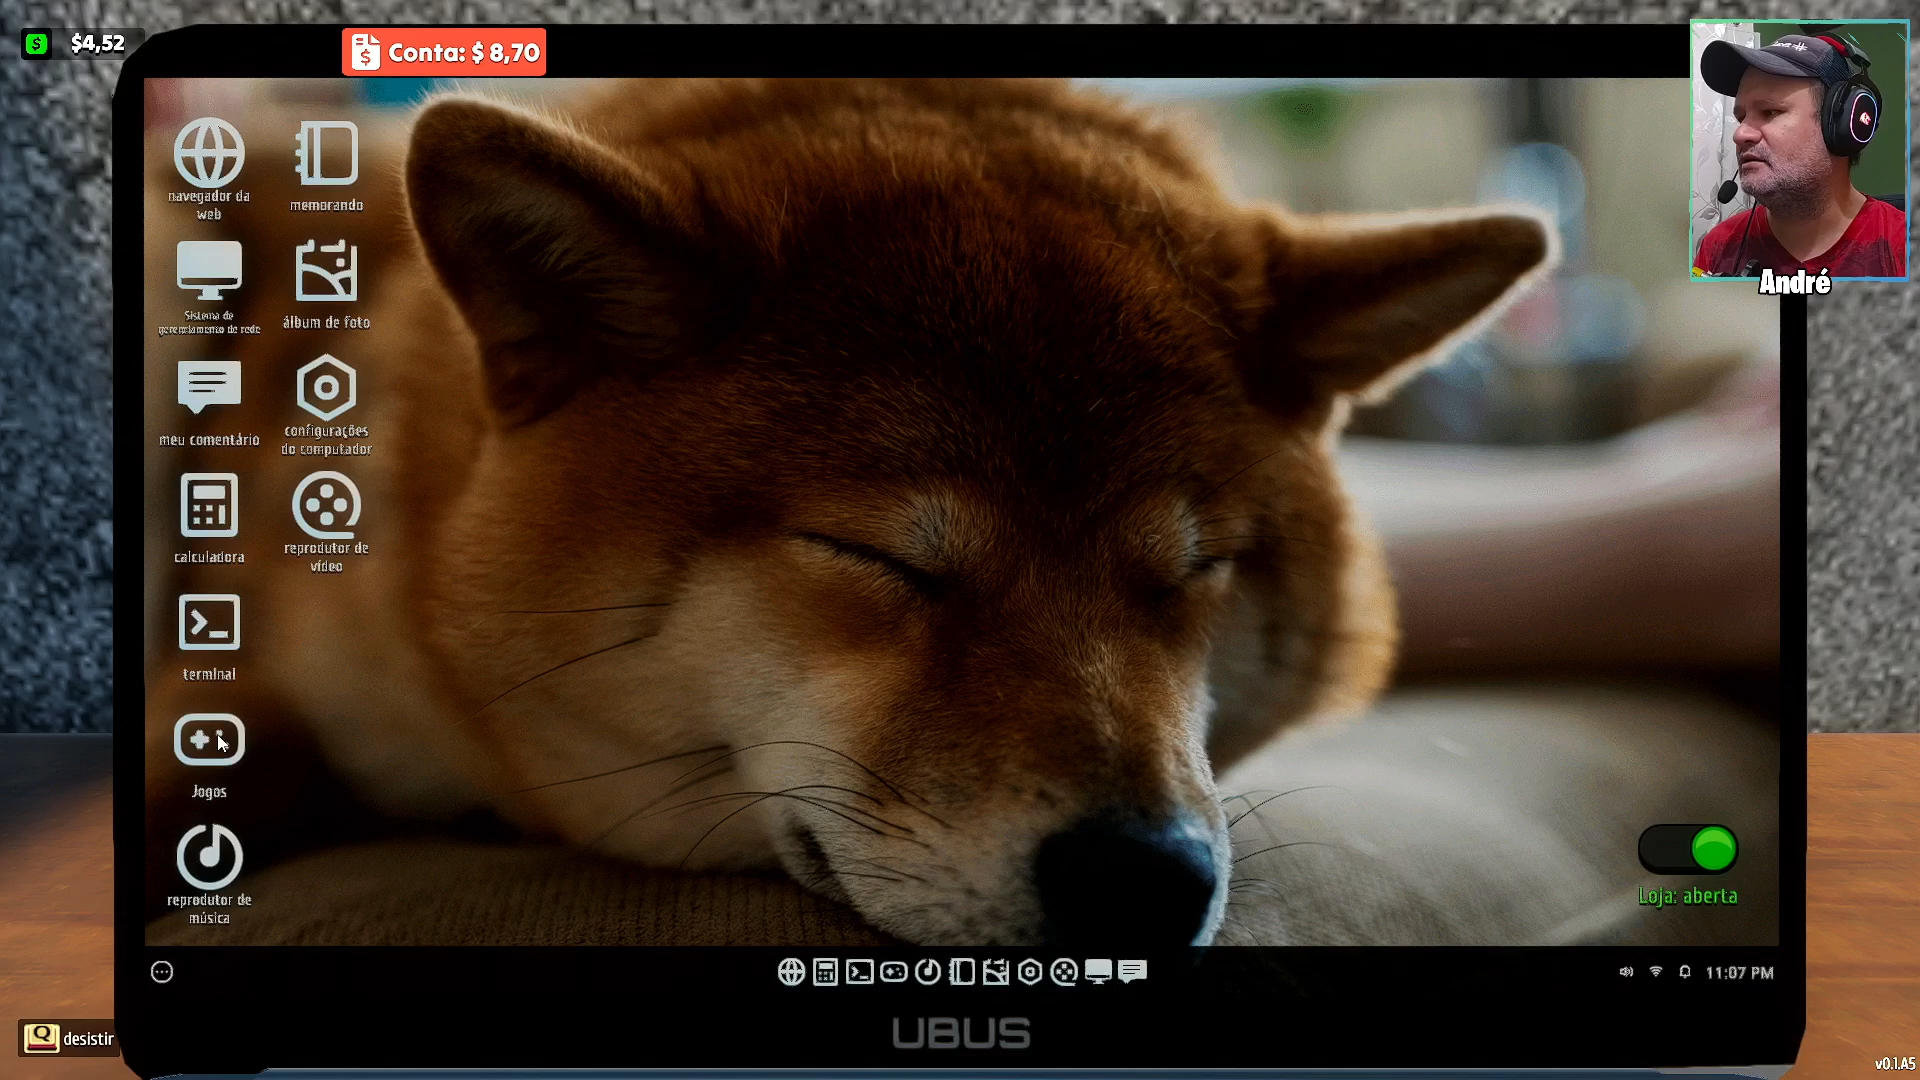 $4,52
Conta: $ 8,70
André
navegador da
web
memorando
Sistema de
gerenciamento de rede
álbum de foto
meu comentário
configurações
do computador
calculadora
reprodutor de
vídeo
terminal
Jogos
reprodutor de
música
Loja: aberta
11:07 PM
UBUS
Q desistir
v0.1.A5